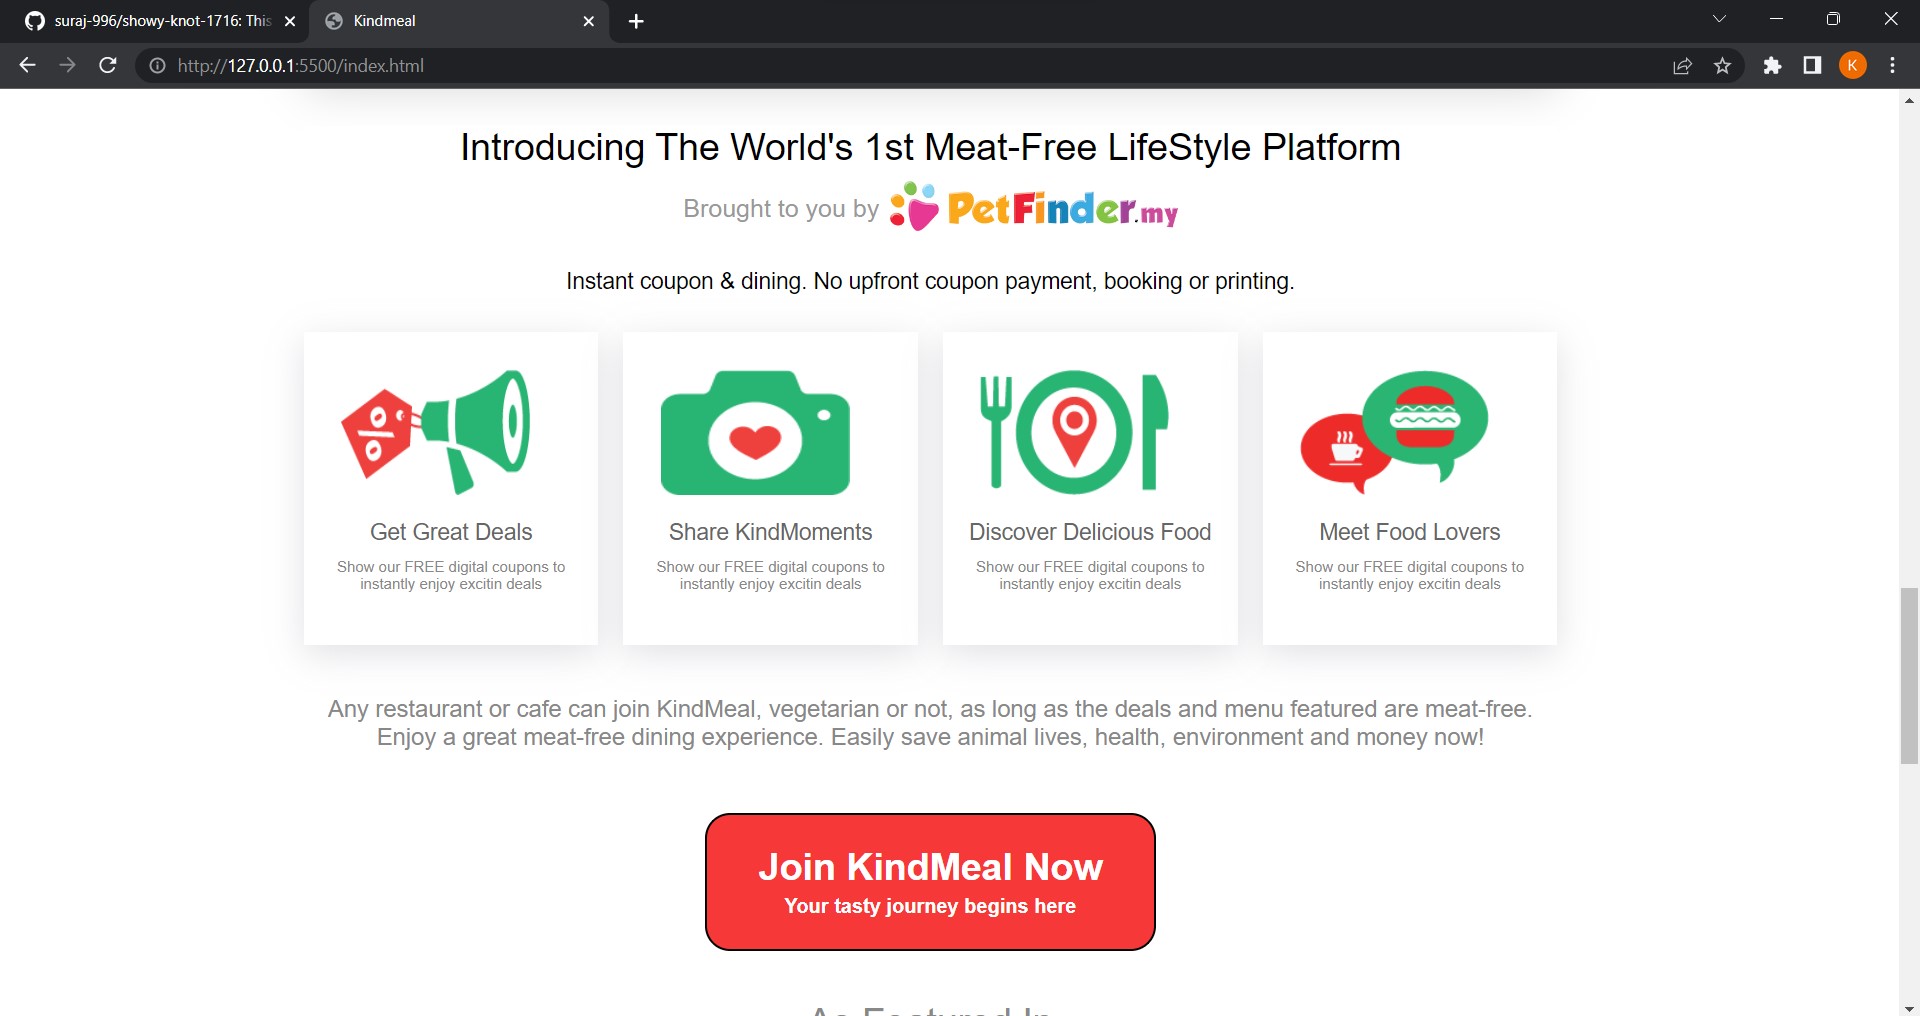 suraj-996/showy-knot-1716: This
Kindmeal
http://127.0.0.1:5500/index.html
K
Introducing The World's 1st Meat-Free LifeStyle Platform
Brought to you by PetFinder.my
Instant coupon & dining. No upfront coupon payment, booking or printing.
%
Get Great Deals
Show our FREE digital coupons to
instantly enjoy excitin deals
Share KindMoments
Show our FREE digital coupons to
instantly enjoy excitin deals
Discover Delicious Food
Show our FREE digital coupons to
instantly enjoy excitin deals
Meet Food Lovers
Show our FREE digital coupons to
instantly enjoy excitin deals
Any restaurant or cafe can join KindMeal, vegetarian or not, as long as the deals and menu featured are meat-free.
Enjoy a great meat-free dining experience. Easily save animal lives, health, environment and money now!
Join KindMeal Now
Your tasty journey begins here
As Featured In